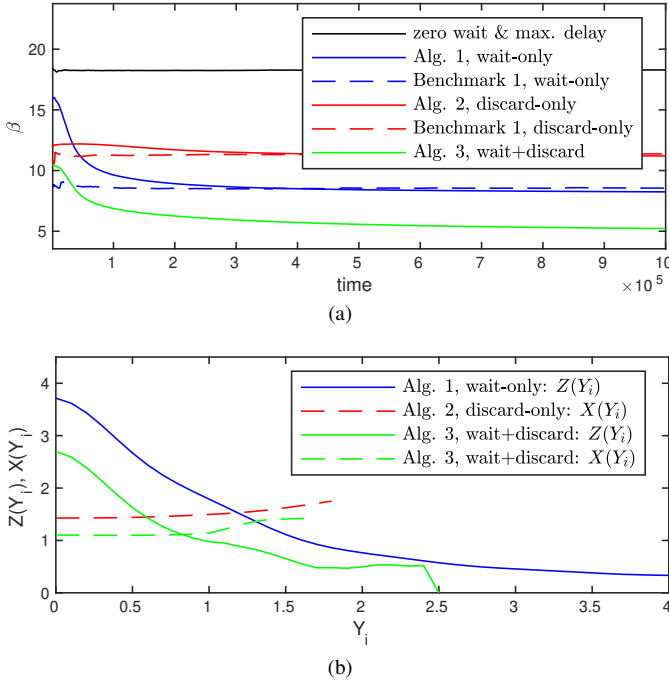 20
15
10
5
β
zero wait & max. delay
Alg. 1, wait-only
Benchmark 1, wait-only
Alg. 2, discard-only
Benchmark 1, discard-only
Alg. 3, wait+discard
1 2 3 4 5 6 7 8 9 10
time
× 10^5
(a)
4
3
2
1
0
Z(Y_i), X(Y_i)
Alg. 1, wait-only: Z(Y_i)
Alg. 2, discard-only: X(Y_i)
Alg. 3, wait+discard: Z(Y_i)
Alg. 3, wait+discard: X(Y_i)
0 0.5 1 1.5 2 2.5 3 3.5 4
Y_i
(b)